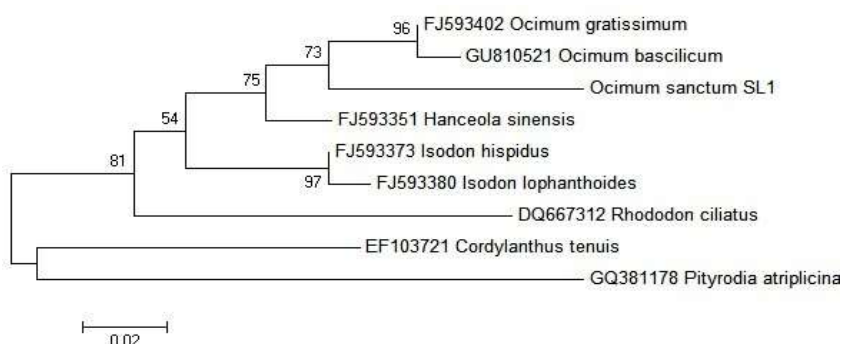 96
FJ593402 Ocimum gratissimum
73
GU810521 Ocimum bascilicum
75
Ocimum sanctum SL1
54
FJ593351 Hanceola sinensis
81
FJ593373 Isodon hispidus
97
FJ593380 Isodon lophanthoides
DQ667312 Rhododon ciliatus
EF103721 Cordylanthus tenuis
GQ381178 Pityrodia atriplicina
0.02